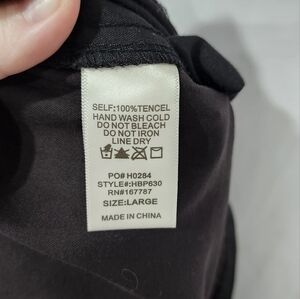 SELF:100%TENCEL
HAND WASH COLD
DO NOT BLEACH
DO NOT IRON
LINE DRY
PO# H0284
STYLE#:HBP630
RN#167787
SIZE:LARGE
MADE IN CHINA